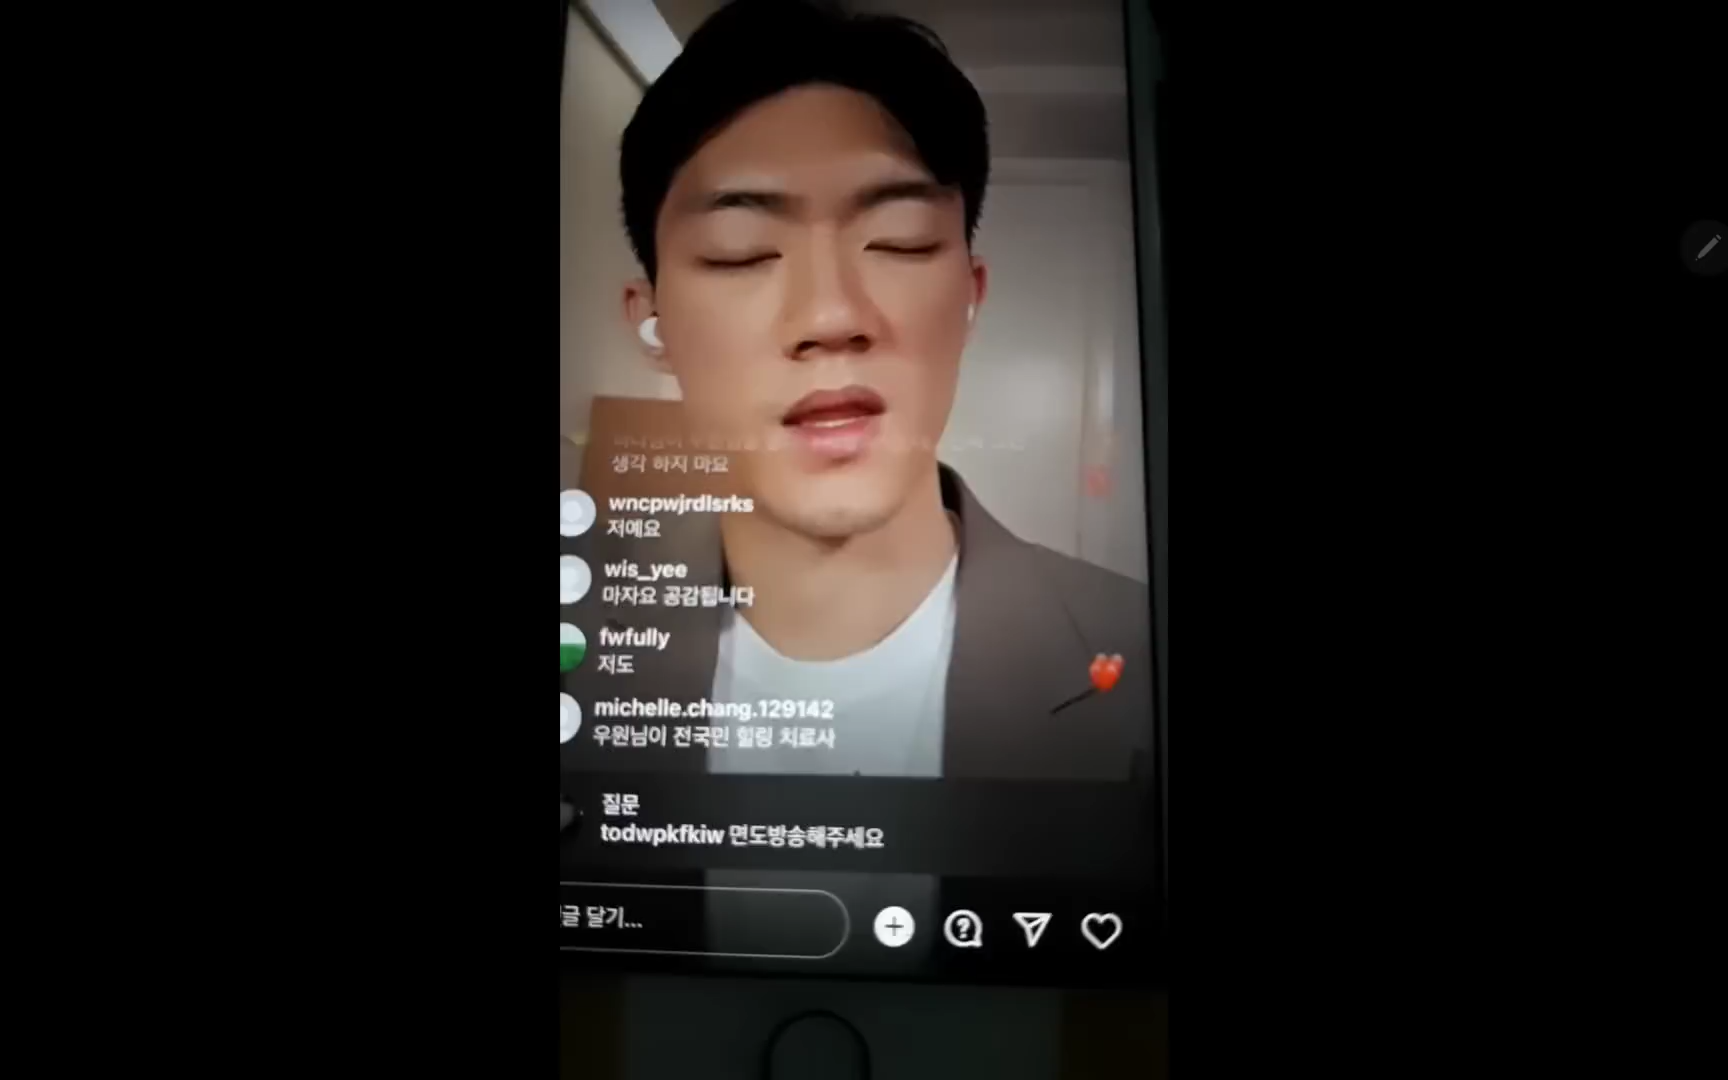 생각 하지 마요
wncpwjrdlsrks
저예요
wis_yee
마자요 공감됩니다
fwfully
저도
michelle.chang.129142
우원님이 전국민 힐링 치료사
질문
todwpkfkiw 면도방송해주세요
글 달기...